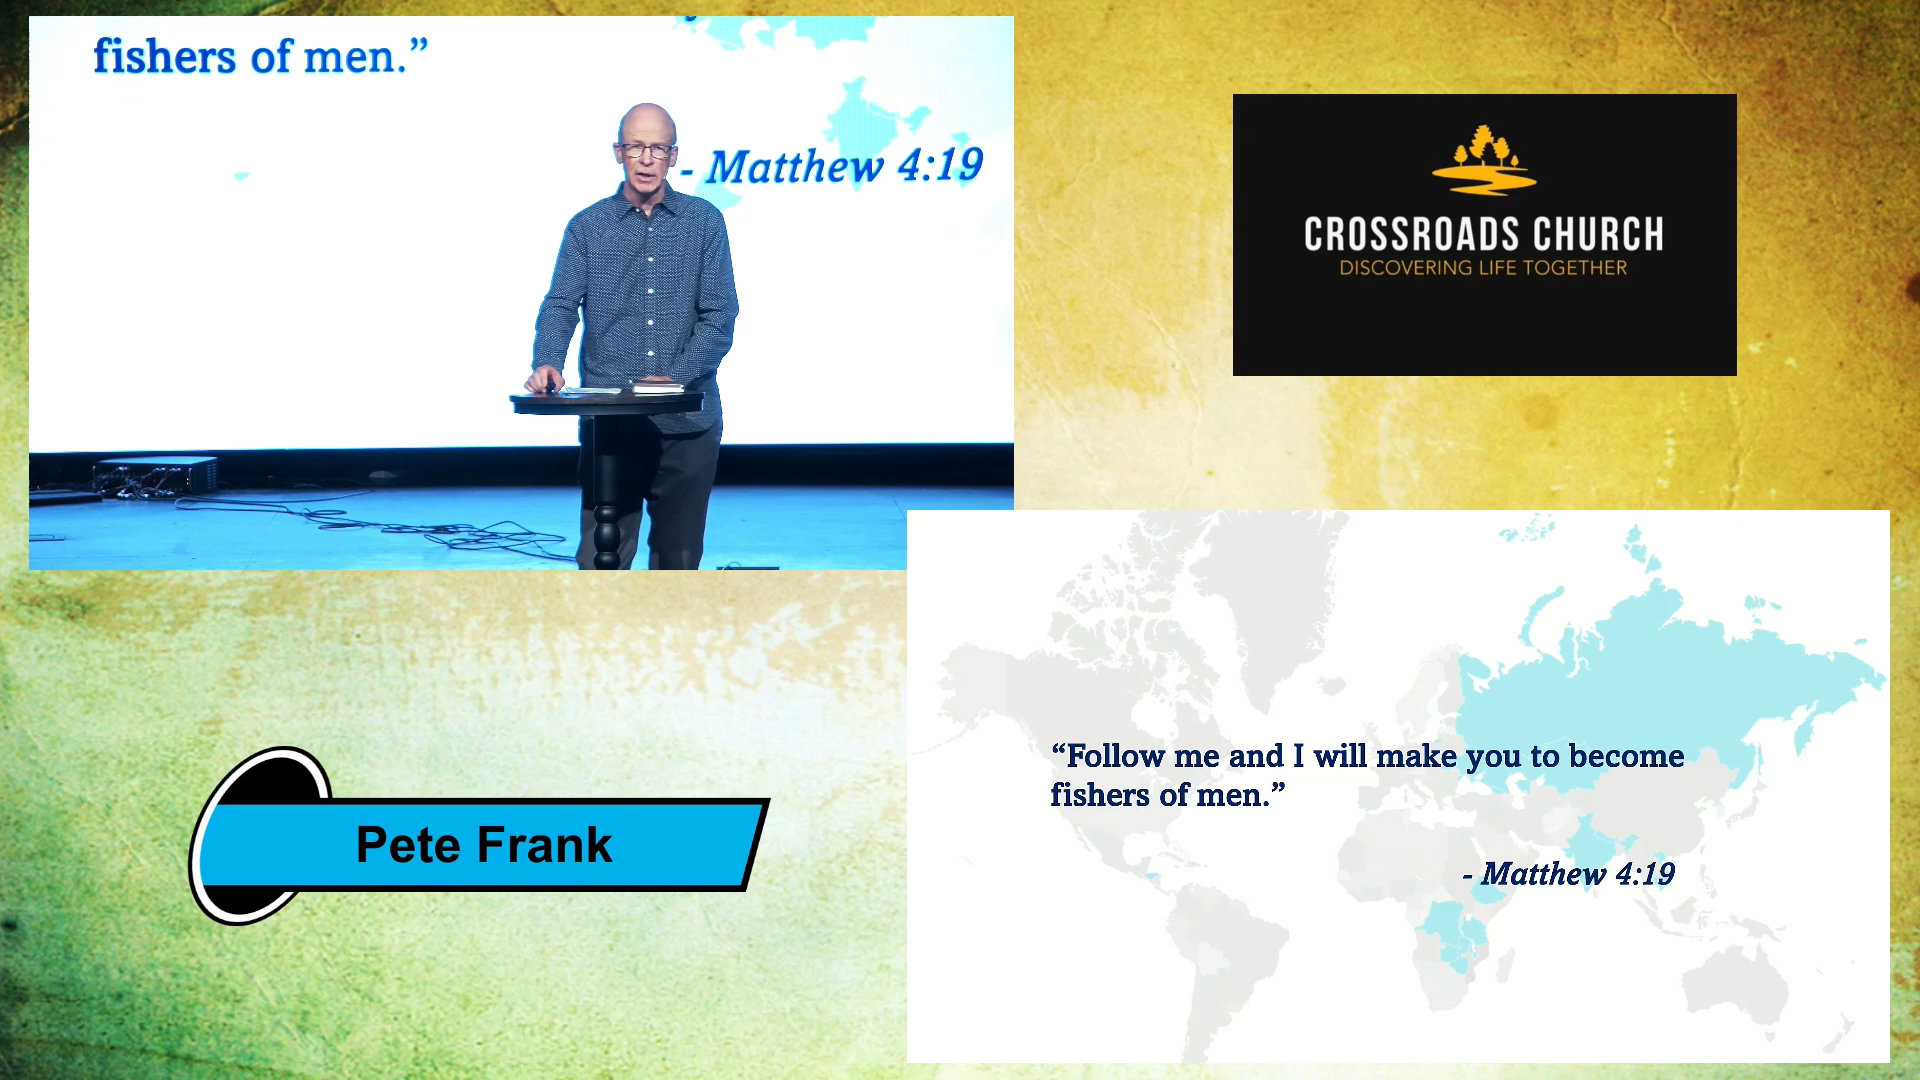 fishers of men.”
- Matthew 4:19
CROSSROADS CHURCH
DISCOVERING LIFE TOGETHER
“Follow me and I will make you to become
fishers of men.”
- Matthew 4:19
Pete Frank